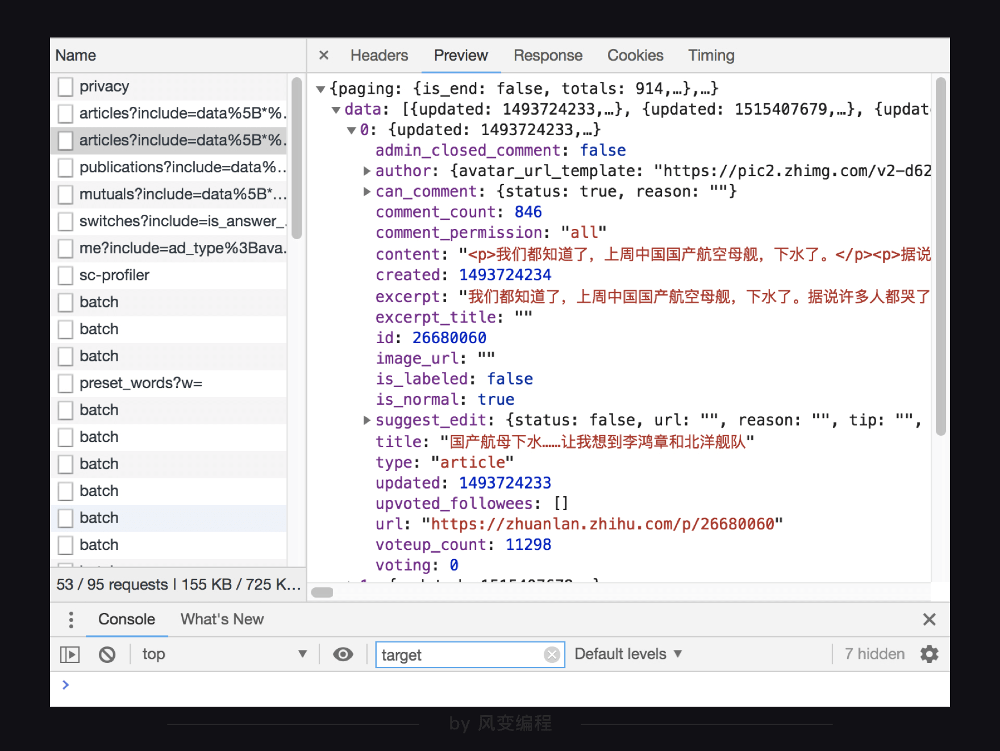 Name
privacy
articles?include=data%5B*%.
articles?include=data%5B*%.
publications?include=data%…
mutuals?include=data%5B*…
switches?include=is_answer_.
me?include=ad_type%3Bava.
sc-profiler
batch
batch
batch
preset_words?w=
batch
batch
batch
batch
batch
batch
53 / 95 requests | 155 KB / 725 K…
× Headers Preview Response Cookies Timing
▼{paging: {is_end: false, totals: 914,…},…}
▼data: [{updated: 1493724233,…}, {updated: 1515407679,…}, {updat
▼0: {updated: 1493724233,…}
admin_closed_comment: false
▶author: {avatar_url_template: "https://pic2.zhimg.com/v2-d62
▶can_comment: {status: true, reason: ""}
comment_count: 846
comment_permission: "all"
content: "<p>我们都知道了，上周中国国产航空母舰，下水了。</p><p>据说
created: 1493724234
excerpt: "我们都知道了，上周中国国产航空母舰，下水了。据说许多人都哭了
excerpt_title: ""
id: 26680060
image_url: ""
is_labeled: false
is_normal: true
▶suggest_edit: {status: false, url: "", reason: "", tip: "",
title: "国产航母下水……让我想到李鸿章和北洋舰队"
type: "article"
updated: 1493724233
upvoted_followees: []
url: "https://zhuanlan.zhihu.com/p/26680060"
voteup_count: 11298
voting: 0
Console What's New
top target Default levels ▼ 7 hidden
by 风变编程